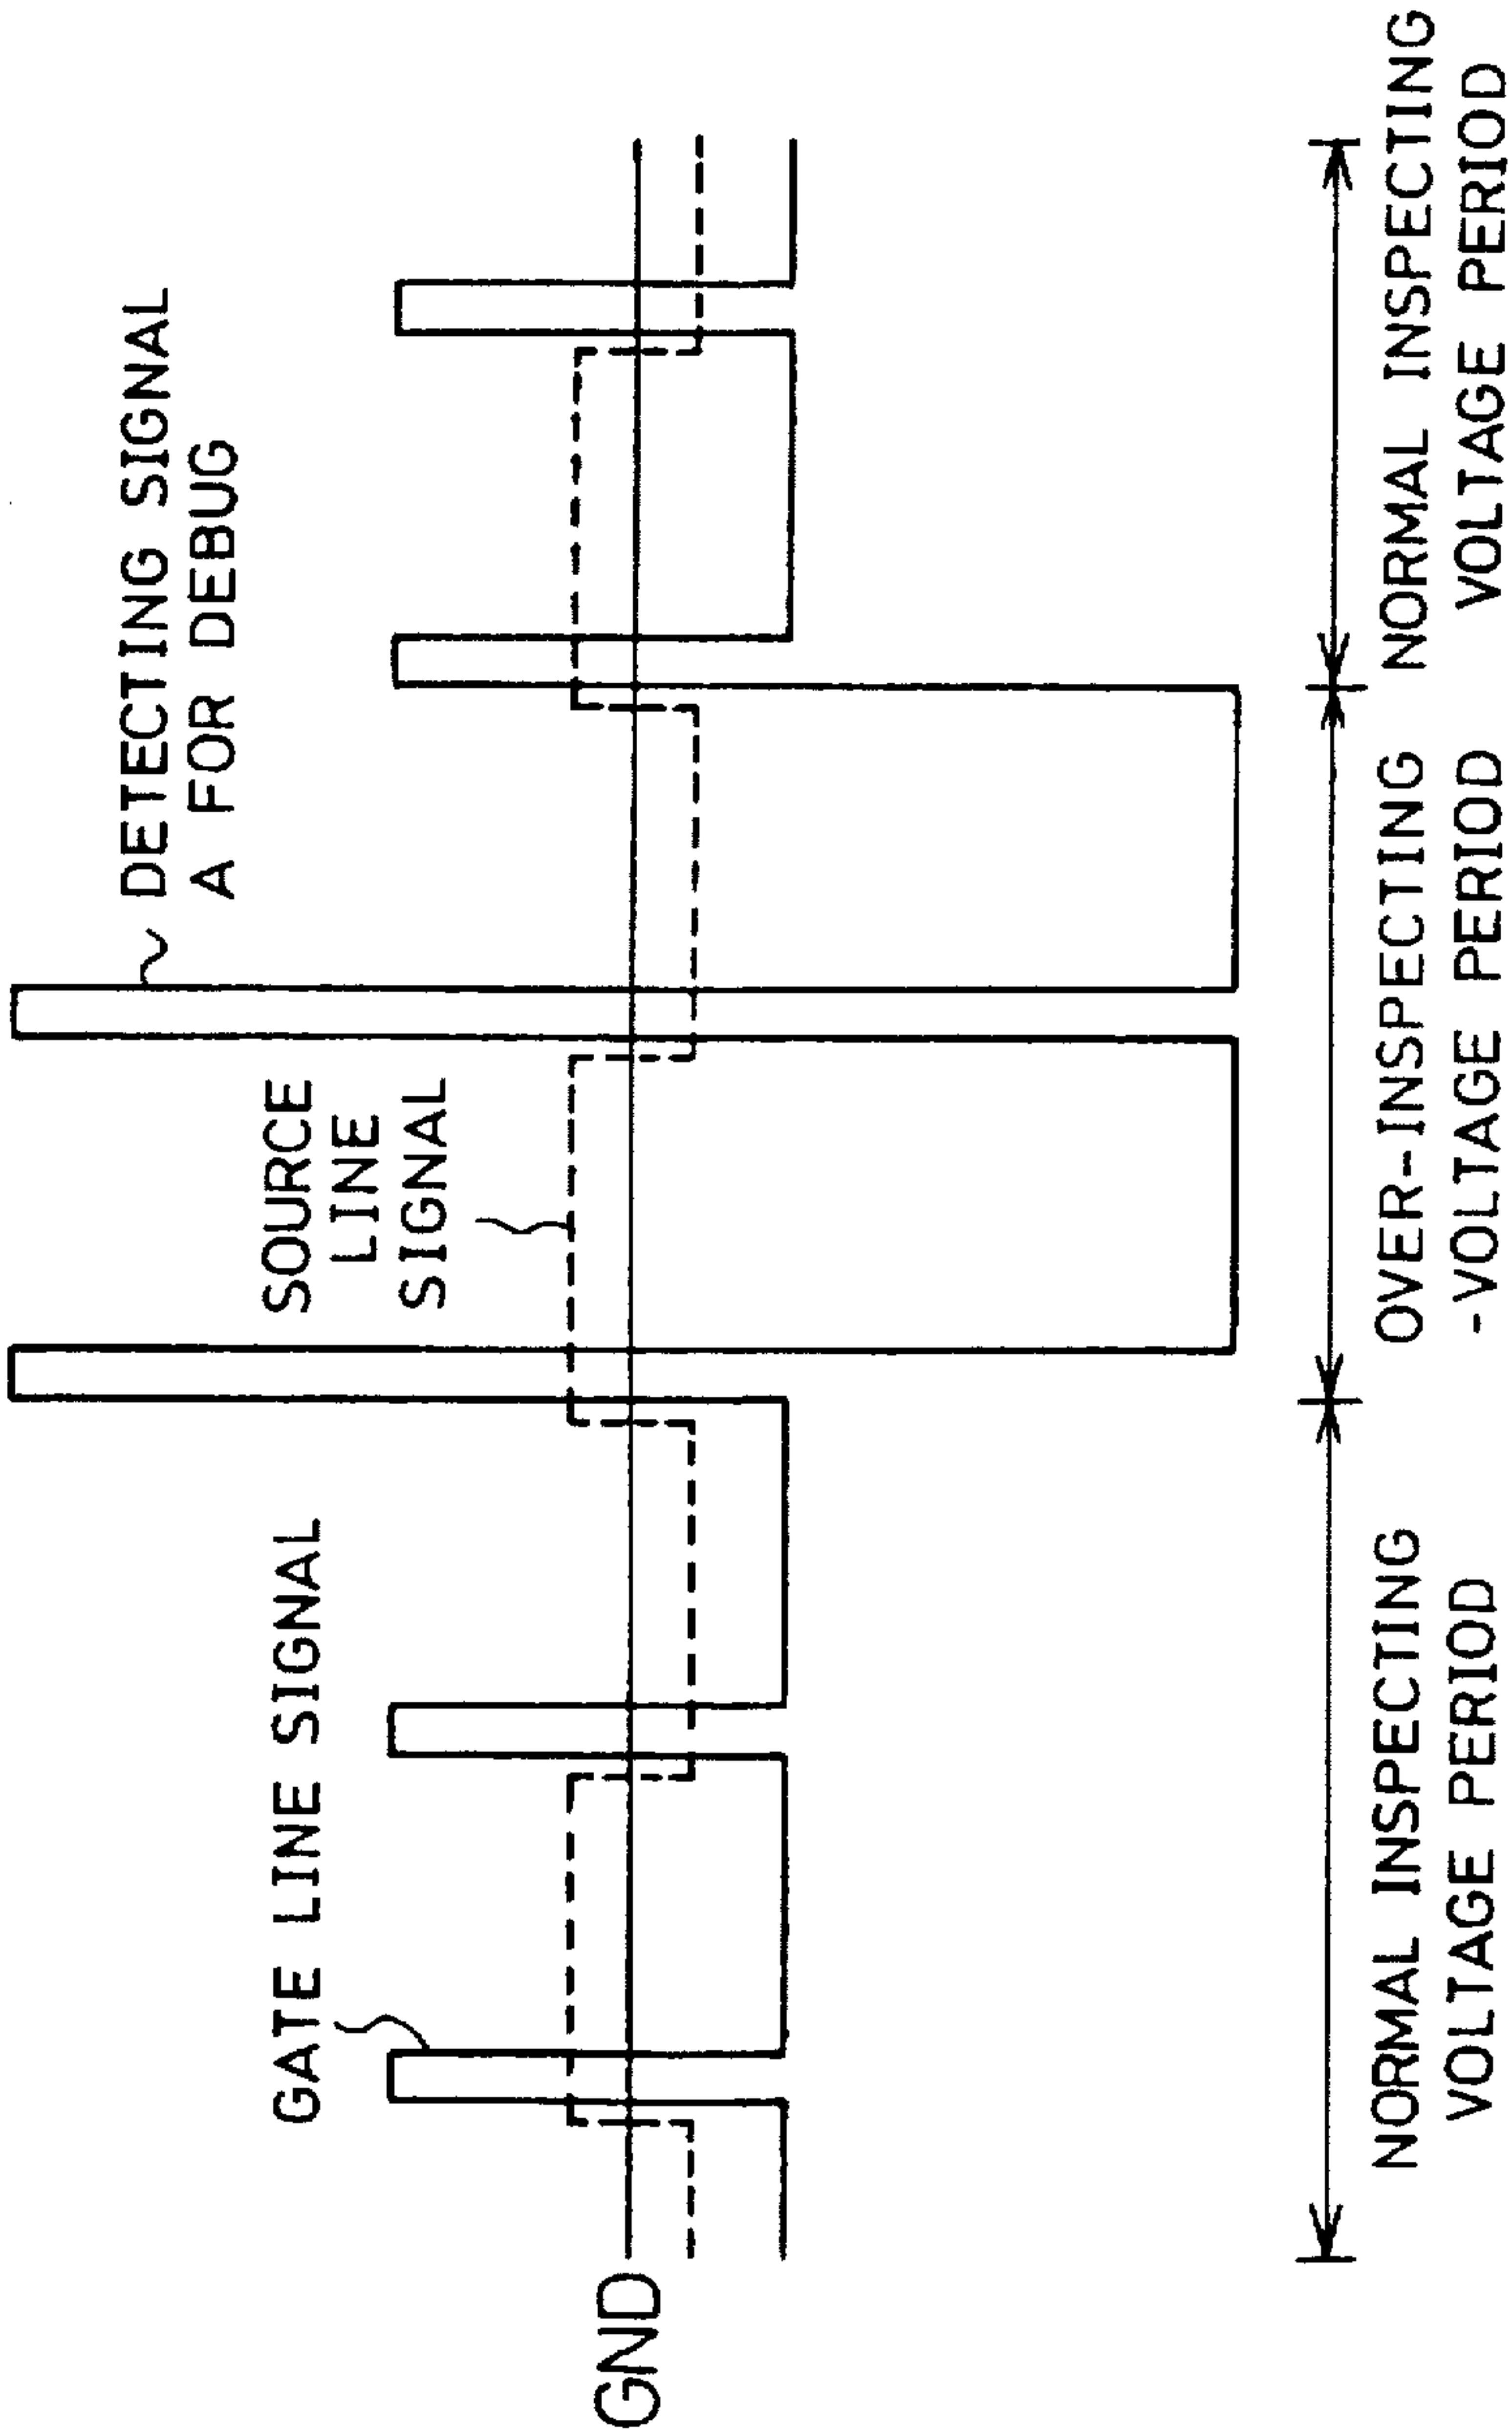 DETECTING SIGNAL
A FOR DEBUG
SOURCE
LINE
SIGNAL
GATE LINE SIGNAL
GND
NORMAL INSPECTING
VOLTAGE PERIOD
OVER--INSPECTING
-VOLTAGE PERIOD
NORMAL INSPECTING
VOLTAGE PERIOD